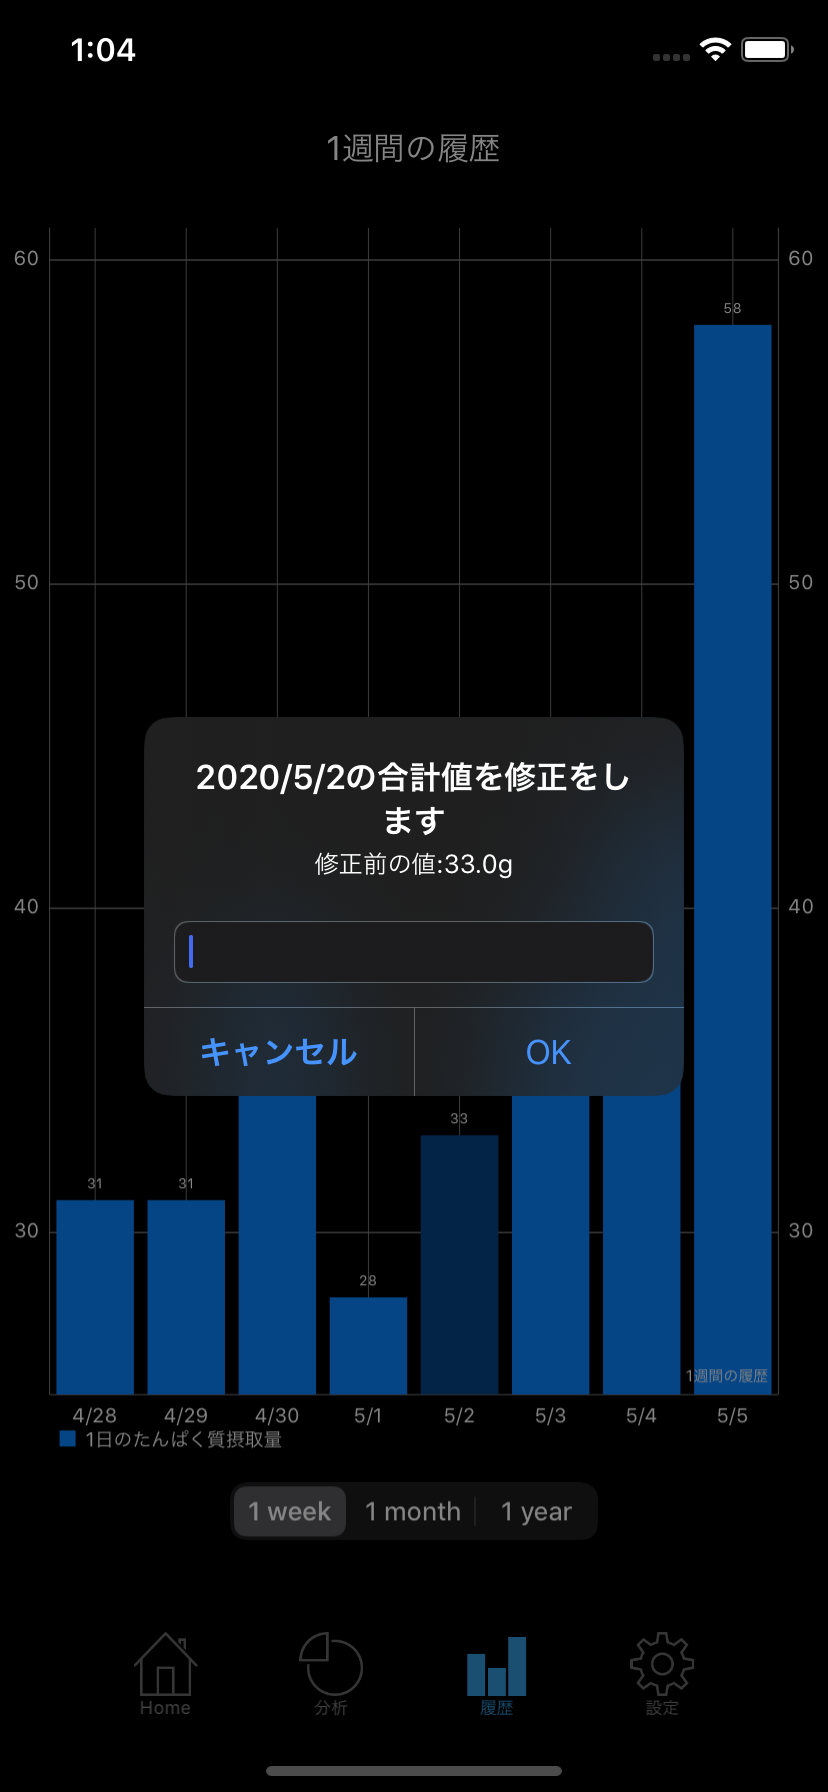 1:04
1週間の履歴
60 60
58
50 50
2020/5/2の合計値を修正をし
ます
修正前の値:33.0g
40 40
キャンセル OK
33
31 31
30 30
28
1週間の履歴
4/28 4/29 4/30 5/1 5/2 5/3 5/4 5/5
1日のたんぱく質摂取量
1 week 1 month 1 year
Home 分析 履歴 設定